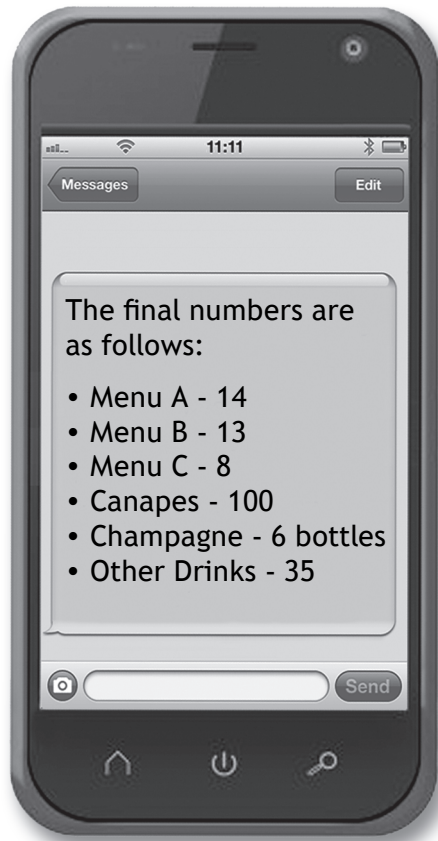 11:11
Messages
Edit
The final numbers are
as follows:
• Menu A - 14
• Menu B - 13
• Menu C - 8
• Canapes - 100
• Champagne - 6 bottles
• Other Drinks - 35
Send